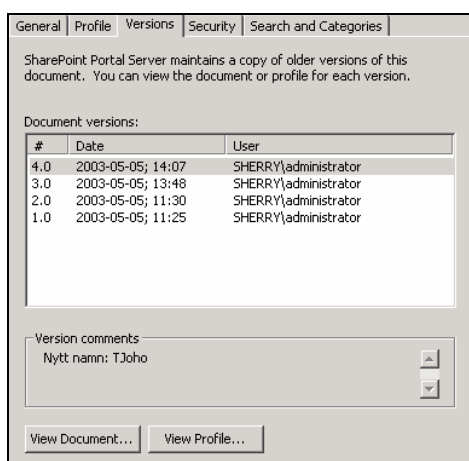 General Profile Versions Security Search and Categories
SharePoint Portal Server maintains a copy of older versions of this
document. You can view the document or profile for each version.
Document versions:
# Date User
4.0 2003-05-05; 14:07 SHERRY\administrator
3.0 2003-05-05; 13:48 SHERRY\administrator
2.0 2003-05-05; 11:30 SHERRY\administrator
1.0 2003-05-05; 11:25 SHERRY\administrator
Version comments
Nytt namn: TJoho
View Document... View Profile...